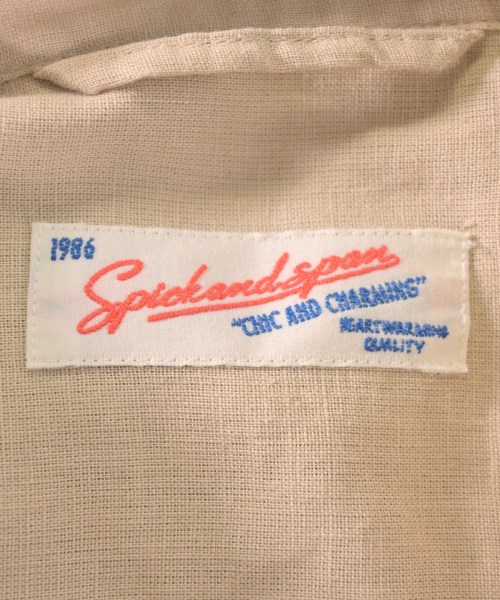 1986
Spickandspan
"CHIC AND CHARMING"
HEARTWARMING
QUALITY